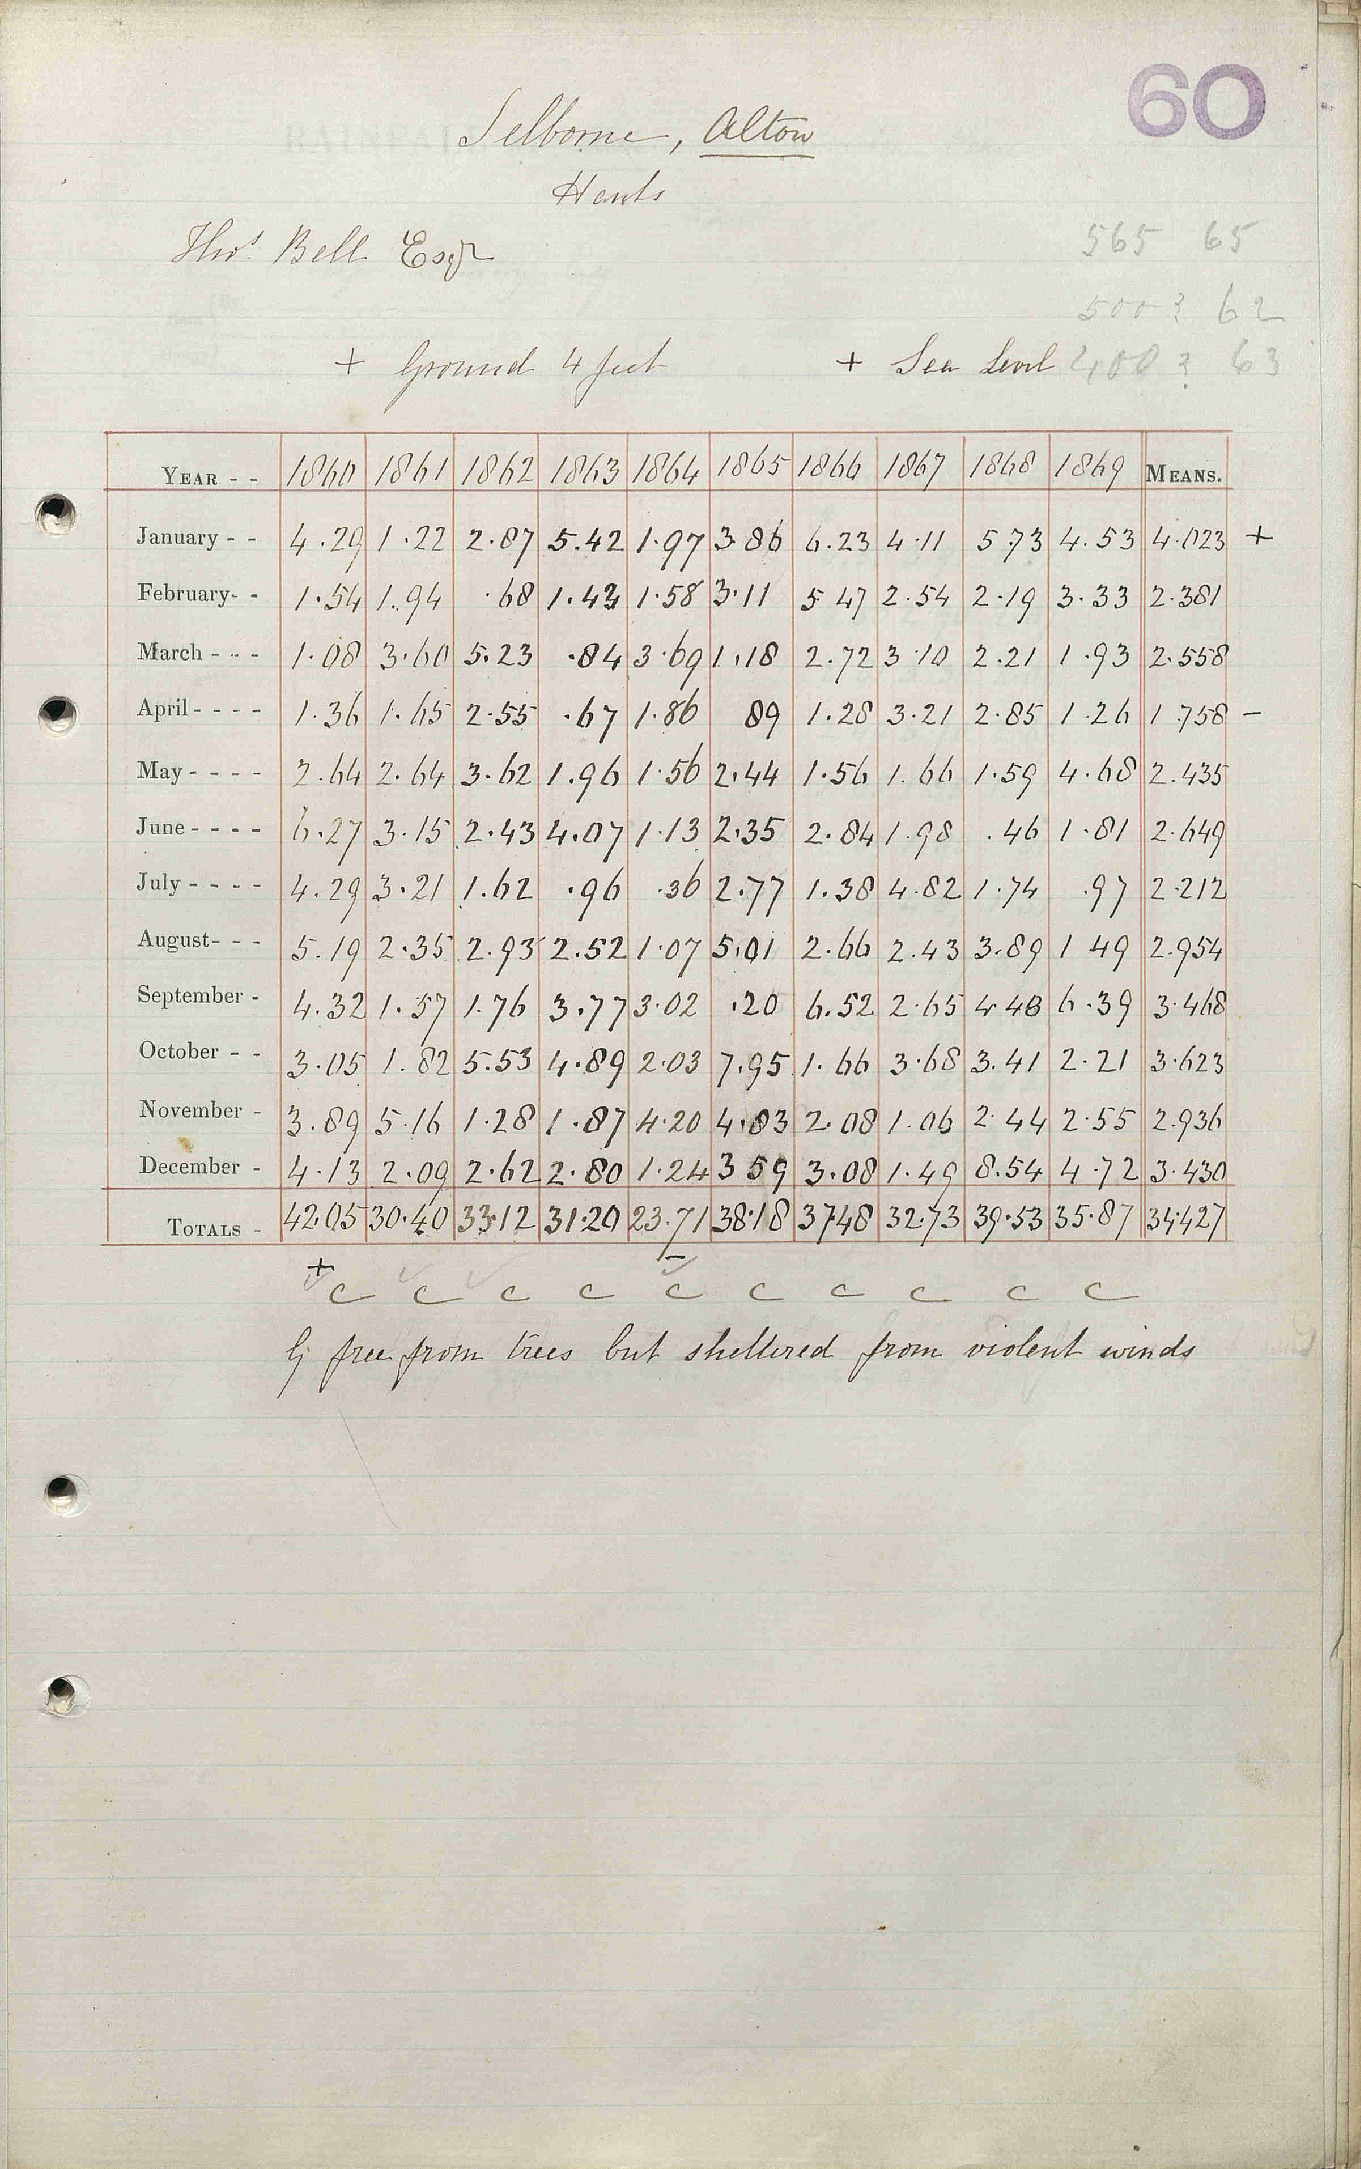 60
Selborne, Alton
Hants
Thos Bell Esqr
565 65
500? 62
+ Ground 4 feet + Sea Level 400? 63
YEAR - - 1860 1861 1862 1863 1864 1865 1866 1867 1868 1869 MEANS.
January - - 4.29 1.22 2.87 5.42 1.97 3.86 6.23 4.11 5.73 4.53 4.023 +
February- - 1.54 1.94 .68 1.43 1.58 3.11 5 47 2.54 2.19 3.33 2.381
March - - - 1.08 3.60 5.23 .84 3.69 1.18 2.72 3.10 2.21 1.93 2.558
April - - - - 1.36 1.65 2.55 .67 1.86 89 1.28 3.21 2.85 1.26 1.758 -
May - - - - 2.64 2.64 3.62 1.96 1.56 2.44 1.56 1.66 1.59 4.68 2.435
June - - - - 6.27 3.15 2.43 4.07 1.13 2.35 2.84 1.98 .46 1.81 2.649
July - - - - 4.29 3.21 1.62 .96 .36 2.77 1.38 4.82 1.74 .97 2.212
August- - - 5.19 2.35 2.93 2.52 1.07 5.01 2.66 2.43 3.89 1 49 2.954
September - 4.32 1.57 1.76 3.77 3.02 .20 6.52 2.65 4.48 6.39 3.468
October - - 3.05 1.82 5.53 4.89 2.03 7.95 1.66 3.68 3.41 2.21 3.623
November - 3.89 5.16 1.28 1.87 4.20 4.83 2.08 1.06 2.44 2.55 2.936
December - 4.13 2.09 2.62 2.80 1.24 3 59 3.08 1.49 8.54 4.72 3.430
TOTALS - 42.05 30.40 33.12 31.20 23.71 38.18 37.48 32.73 39.53 35.87 34.427
+ -
c c c c c c c c c c
G free from trees but sheltered from violent winds